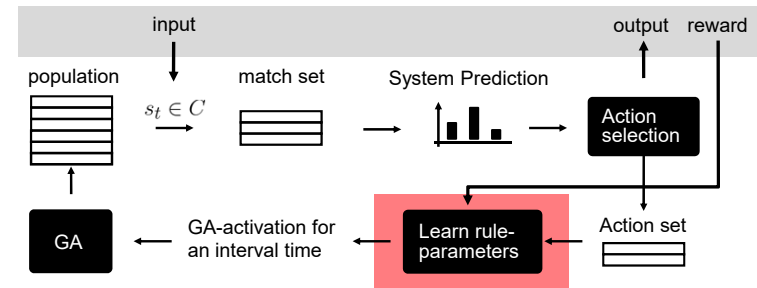 input
output
reward
population
match set
System Prediction
$s_t \in C$
Action
selection
GA
GA-activation for
an interval time
Learn rule-
parameters
Action set